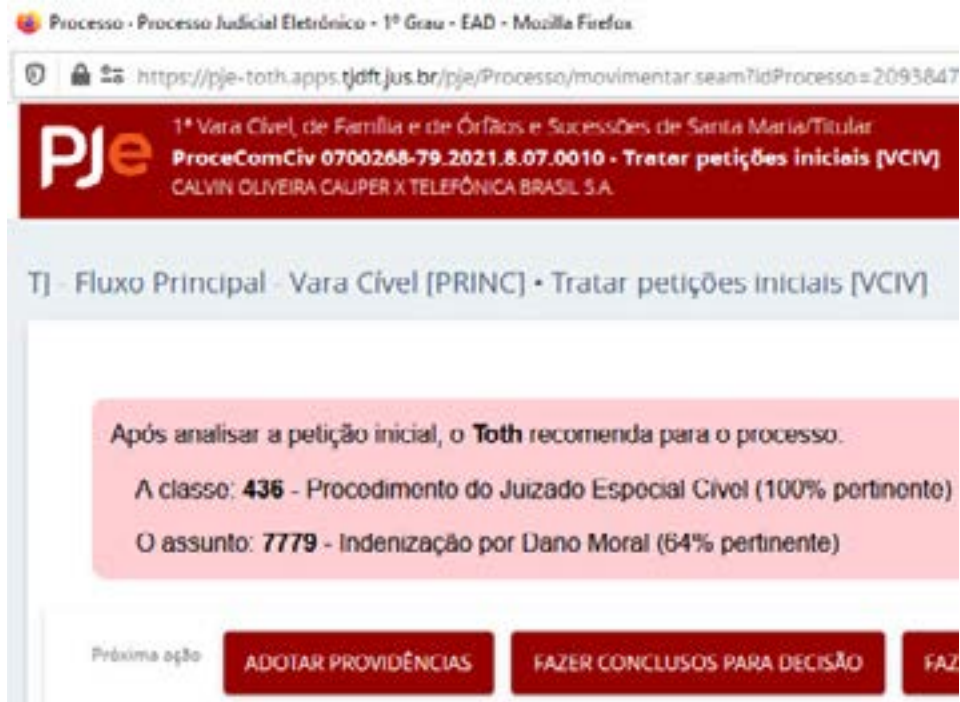 Processo - Processo Judicial Eletrônico - 1º Grau - EAD - Mozilla Firefox
https://pje-toth.apps.tjdft.jus.br/pje/Processo/movimentar.seam?idProcesso=2093847
PJe
1ª Vara Cível, de Família e de Órfãos e Sucessões de Santa Maria/Titular
ProceComCiv 0700268-79.2021.8.07.0010 - Tratar petições iniciais [VCIV]
CALVIN OLIVEIRA CAUPER X TELEFÔNICA BRASIL S.A.
TJ - Fluxo Principal - Vara Cível [PRINC] • Tratar petições iniciais [VCIV]
Após analisar a petição inicial, o Toth recomenda para o processo:
A classe: 436 - Procedimento do Juizado Especial Cível (100% pertinente)
O assunto: 7779 - Indenização por Dano Moral (64% pertinente)
Próxima ação
ADOTAR PROVIDÊNCIAS
FAZER CONCLUSOS PARA DECISÃO
FAZ